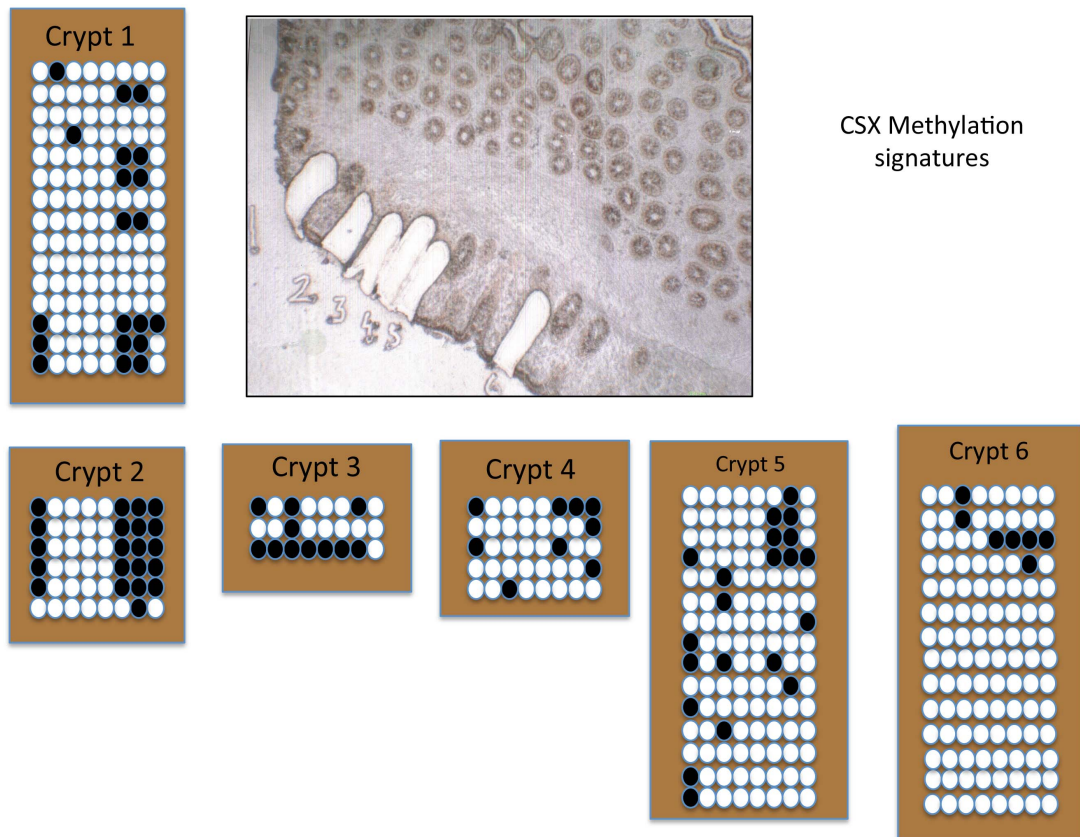 Crypt 1
CSX Methylation
signatures
1
2
3
4
5
6
Crypt 2
Crypt 3
Crypt 4
Crypt 5
Crypt 6